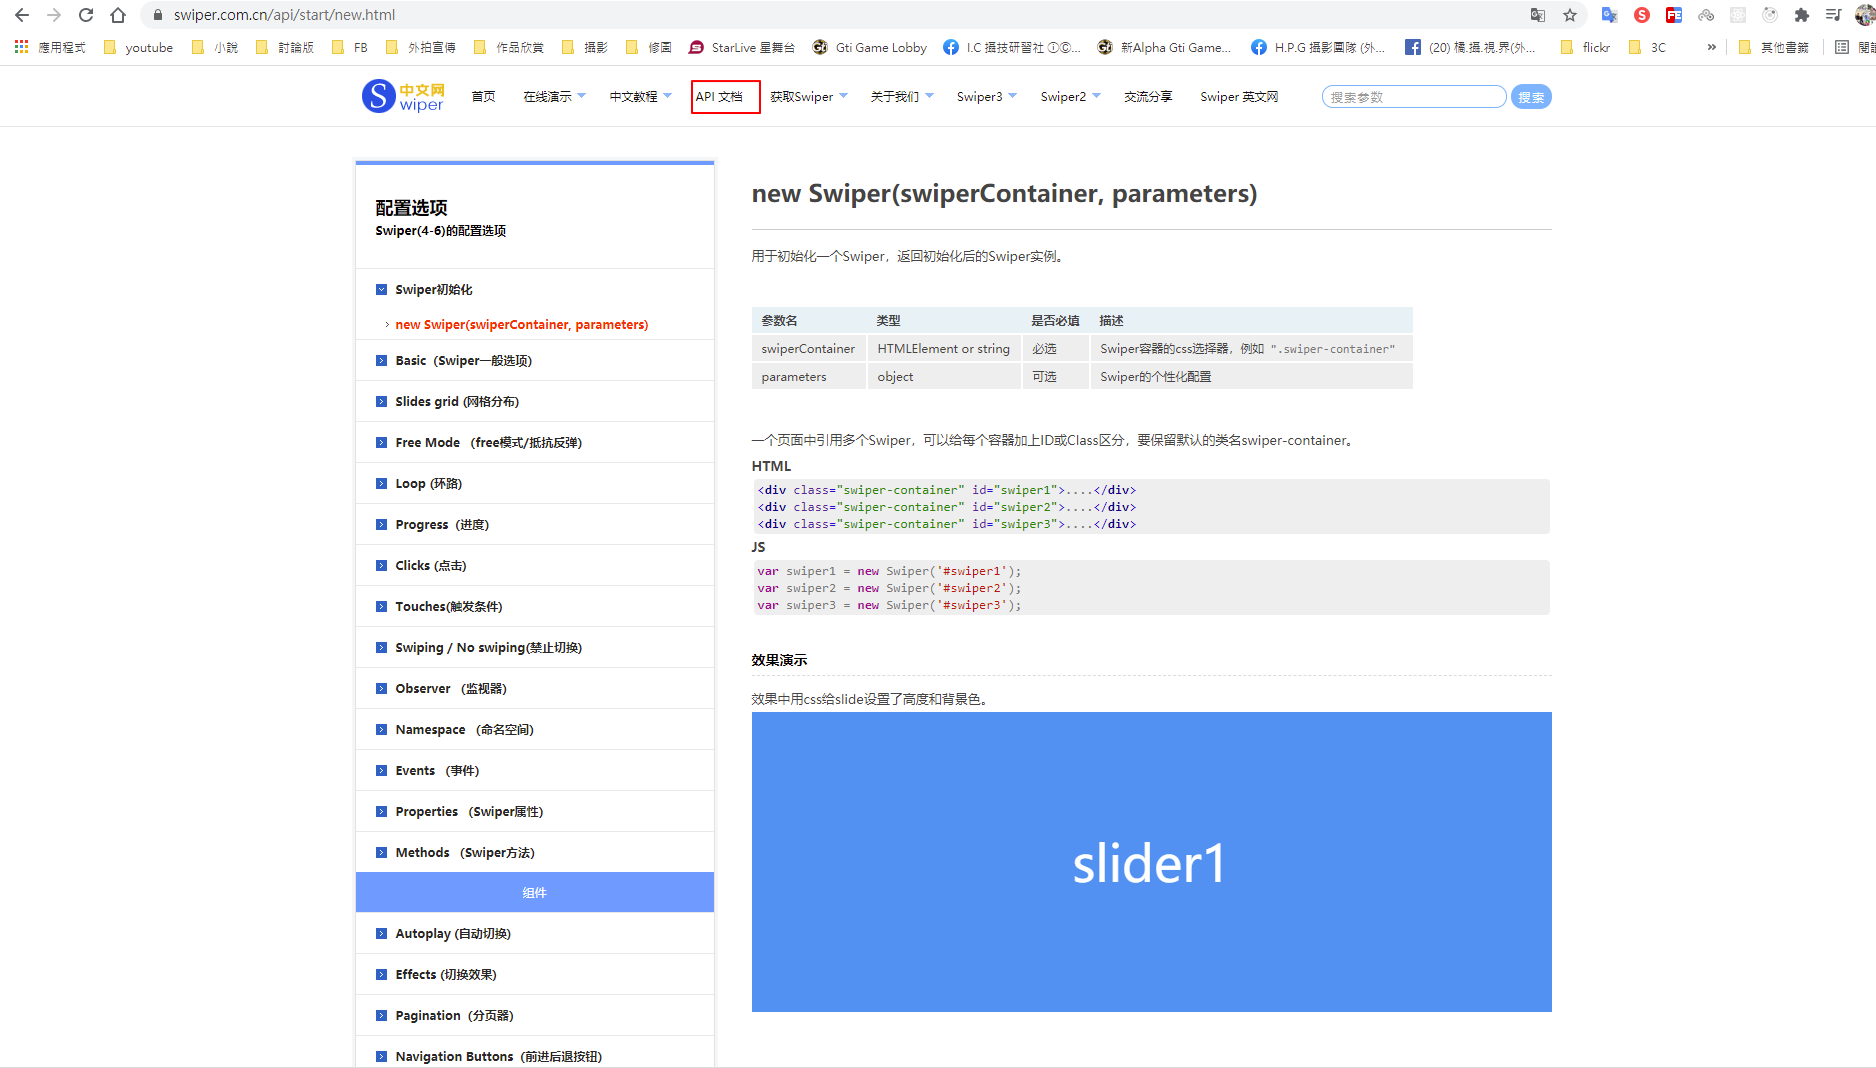 swiper.com.cn/api/start/new.html
應用程式 youtube 小說 討論版 FB 外拍宣傳 作品欣賞 攝影 修圖 StarLive 星舞台 Gti Game Lobby I.C 攝技研習社 ⒾⒸ... 新Alpha Gti Game... H.P.G 攝影團隊 (外... (20) 橘.攝.視.界(外... flickr 3C » 其他書籤
S 中文网 wiper 首页 在线演示 中文教程 API 文档 获取Swiper 关于我们 Swiper3 Swiper2 交流分享 Swiper 英文网 搜索参数 搜索
配置选项
Swiper(4-6)的配置选项
Swiper初始化
new Swiper(swiperContainer, parameters)
Basic（Swiper一般选项)
Slides grid (网格分布)
Free Mode （free模式/抵抗反弹)
Loop (环路)
Progress（进度)
Clicks (点击)
Touches(触发条件)
Swiping / No swiping(禁止切换)
Observer （监视器)
Namespace （命名空间)
Events （事件)
Properties （Swiper属性)
Methods （Swiper方法)
组件
Autoplay (自动切换)
Effects (切换效果)
Pagination（分页器)
Navigation Buttons（前进后退按钮)
new Swiper(swiperContainer, parameters)
用于初始化一个Swiper，返回初始化后的Swiper实例。
参数名 类型 是否必填 描述
swiperContainer HTMLElement or string 必选 Swiper容器的css选择器，例如 ".swiper-container"
parameters object 可选 Swiper的个性化配置
一个页面中引用多个Swiper，可以给每个容器加上ID或Class区分，要保留默认的类名swiper-container。
HTML
<div class="swiper-container" id="swiper1">....</div>
<div class="swiper-container" id="swiper2">....</div>
<div class="swiper-container" id="swiper3">....</div>
JS
var swiper1 = new Swiper('#swiper1');
var swiper2 = new Swiper('#swiper2');
var swiper3 = new Swiper('#swiper3');
效果演示
效果中用css给slide设置了高度和背景色。
slider1